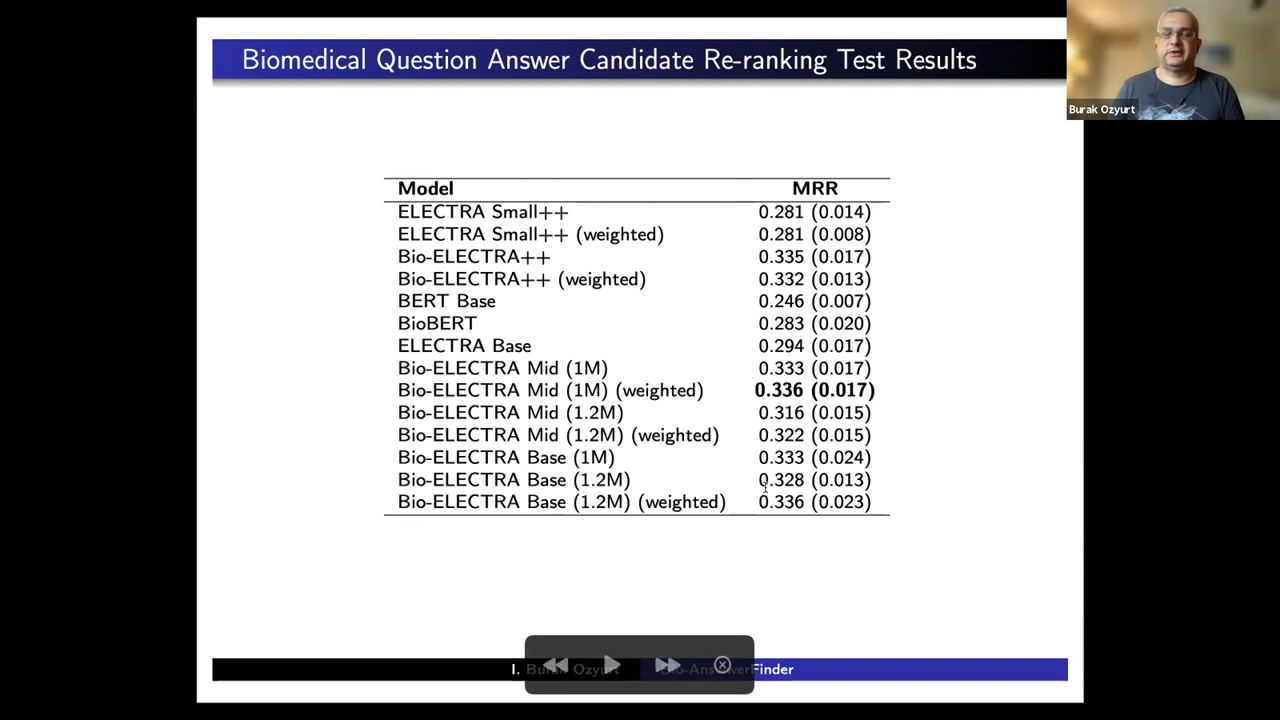 Biomedical Question Answer Candidate Re-ranking Test Results
Burak Ozyurt
Model MRR
ELECTRA Small++ 0.281 (0.014)
ELECTRA Small++ (weighted) 0.281 (0.008)
Bio-ELECTRA++ 0.335 (0.017)
Bio-ELECTRA++ (weighted) 0.332 (0.013)
BERT Base 0.246 (0.007)
BioBERT 0.283 (0.020)
ELECTRA Base 0.294 (0.017)
Bio-ELECTRA Mid (1M) 0.333 (0.017)
Bio-ELECTRA Mid (1M) (weighted) 0.336 (0.017)
Bio-ELECTRA Mid (1.2M) 0.316 (0.015)
Bio-ELECTRA Mid (1.2M) (weighted) 0.322 (0.015)
Bio-ELECTRA Base (1M) 0.333 (0.024)
Bio-ELECTRA Base (1.2M) 0.328 (0.013)
Bio-ELECTRA Base (1.2M) (weighted) 0.336 (0.023)
I. Burak Ozyurt Bio-AnswerFinder